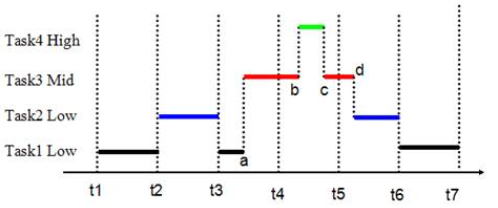 Task4 High
Task3 Mid
b
c
d
Task2 Low
Task1 Low
a
t1
t2
t3
t4
t5
t6
t7